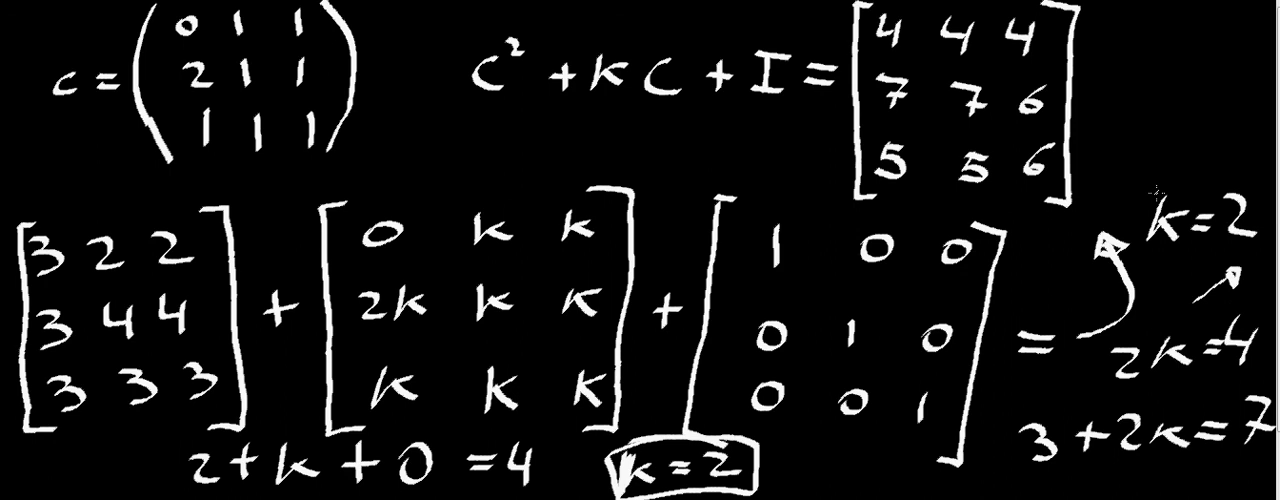 c = (0 1 1
2 1 1
1 1 1)
C² + K C + I = [4 4 4
7 7 6
5 5 6]
[3 2 2
3 4 4
3 3 3] + [0 k k
2k k k
k k k] + [1 0 0
0 1 0
0 0 1] =
k = 2
2k = 4
3 + 2k = 7
2 + k + 0 = 4
k = 2